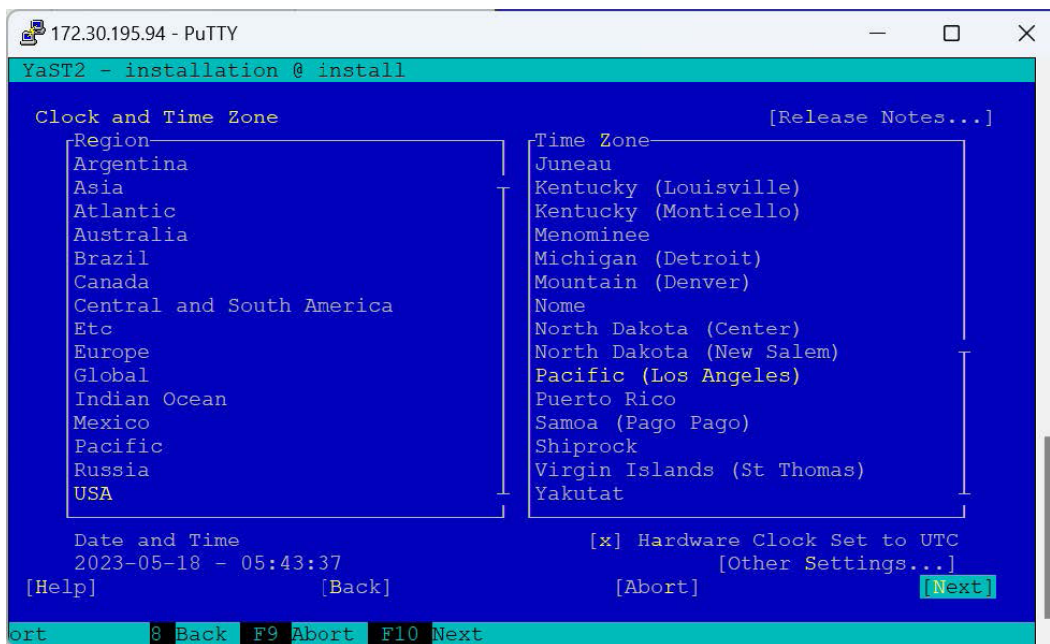 172.30.195.94 - PuTTY
YaST2 - installation @ install
Clock and Time Zone
[Release Notes...]
Region
Argentina
Asia
Atlantic
Australia
Brazil
Canada
Central and South America
Etc
Europe
Global
Indian Ocean
Mexico
Pacific
Russia
USA
Time Zone
Juneau
Kentucky (Louisville)
Kentucky (Monticello)
Menominee
Michigan (Detroit)
Mountain (Denver)
Nome
North Dakota (Center)
North Dakota (New Salem)
Pacific (Los Angeles)
Puerto Rico
Samoa (Pago Pago)
Shiprock
Virgin Islands (St Thomas)
Yakutat
Date and Time
2023-05-18 - 05:43:37
[x] Hardware Clock Set to UTC
[Other Settings...]
[Help] [Back] [Abort] [Next]
ort 8 Back F9 Abort F10 Next